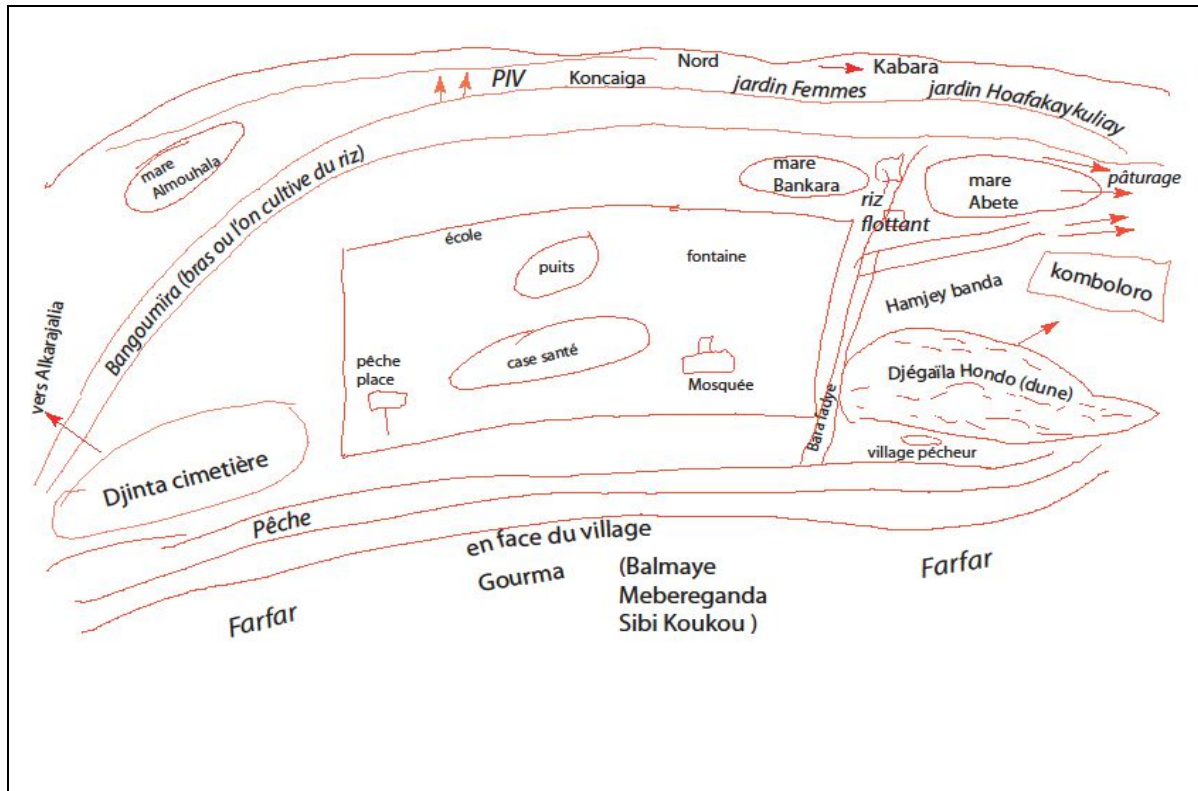 Nord
PIV
Koncaiga
Kabara
jardin Femmes
jardin Hoafakaykuliay
mare
Almouhala
Bangoumïra (bras ou l'on cultive du riz)
mare
Bankara
riz
flottant
mare
Abete
pâturage
école
puits
fontaine
Hamjey banda
komboloro
vers Alkarajalia
pêche
place
case santé
Mosquée
Bara fadye
Djégaïla Hondo (dune)
village pécheur
Djinta cimetière
Pêche
en face du village
Gourma
(Balmaye
Mebereganda
Sibi Koukou )
Farfar
Farfar